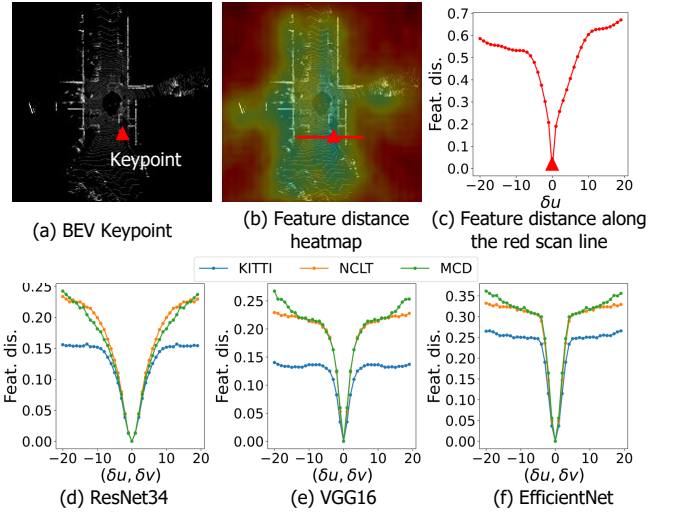 Keypoint
(a) BEV Keypoint
(b) Feature distance
heatmap
Feat. dis.
0.7
0.6
0.5
0.4
0.3
0.2
0.1
0.0
-20 -10 0 10 20
δu
(c) Feature distance along
the red scan line
KITTI NCLT MCD
Feat. dis.
0.25
0.20
0.15
0.10
0.05
0.00
-20 -10 0 10 20
(δu, δv)
(d) ResNet34
Feat. dis.
0.25
0.20
0.15
0.10
0.05
0.00
-20 -10 0 10 20
(δu, δv)
(e) VGG16
Feat. dis.
0.35
0.30
0.25
0.20
0.15
0.10
0.05
0.00
-20 -10 0 10 20
(δu, δv)
(f) EfficientNet